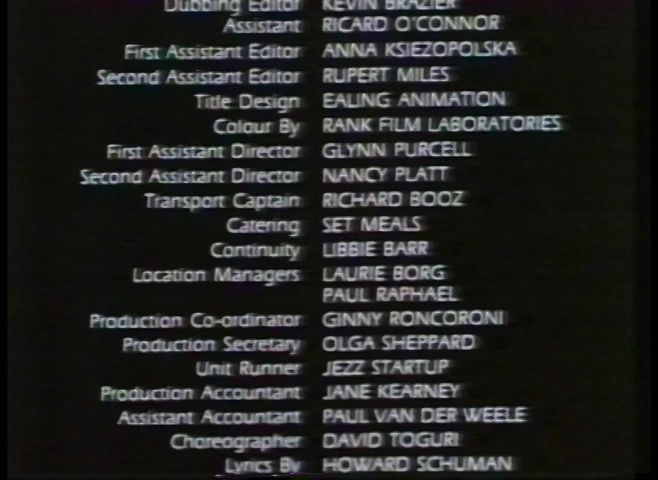 Dubbing Editor KEVIN BRAZIER
Assistant RICARD O'CONNOR
First Assistant Editor ANNA KSIEZOPOLSKA
Second Assistant Editor RUPERT MILES
Title Design EALING ANIMATION
Colour By RANK FILM LABORATORIES
First Assistant Director GLYNN PURCELL
Second Assistant Director NANCY PLATT
Transport Captain RICHARD BOOZ
Catering SET MEALS
Continuity LIBBIE BARR
Location Managers LAURIE BORG
PAUL RAPHAEL
Production Co-ordinator GINNY RONCORONI
Production Secretary OLGA SHEPPARD
Unit Runner JEZZ STARTUP
Production Accountant JANE KEARNEY
Assistant Accountant PAUL VAN DER WEELE
Choreographer DAVID TOGURI
Lyrics By HOWARD SCHUMAN